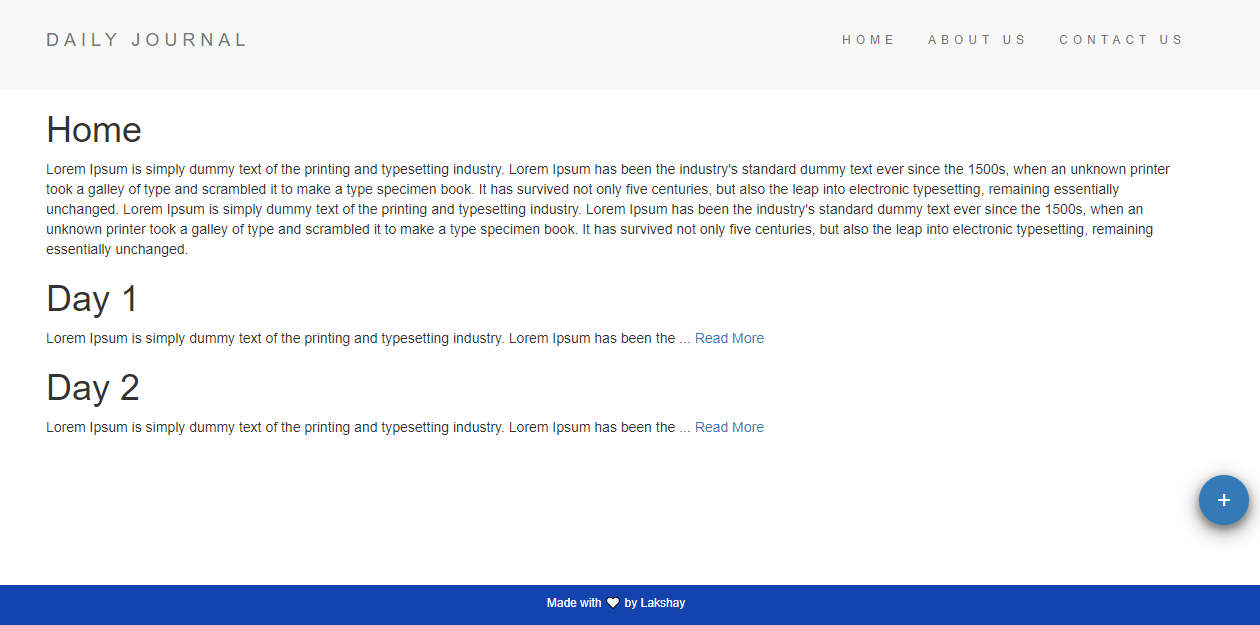 DAILY JOURNAL
HOME ABOUT US CONTACT US
Home
Lorem Ipsum is simply dummy text of the printing and typesetting industry. Lorem Ipsum has been the industry's standard dummy text ever since the 1500s, when an unknown printer
took a galley of type and scrambled it to make a type specimen book. It has survived not only five centuries, but also the leap into electronic typesetting, remaining essentially
unchanged. Lorem Ipsum is simply dummy text of the printing and typesetting industry. Lorem Ipsum has been the industry's standard dummy text ever since the 1500s, when an
unknown printer took a galley of type and scrambled it to make a type specimen book. It has survived not only five centuries, but also the leap into electronic typesetting, remaining
essentially unchanged.
Day 1
Lorem Ipsum is simply dummy text of the printing and typesetting industry. Lorem Ipsum has been the ... Read More
Day 2
Lorem Ipsum is simply dummy text of the printing and typesetting industry. Lorem Ipsum has been the ... Read More
+
Made with ♥ by Lakshay